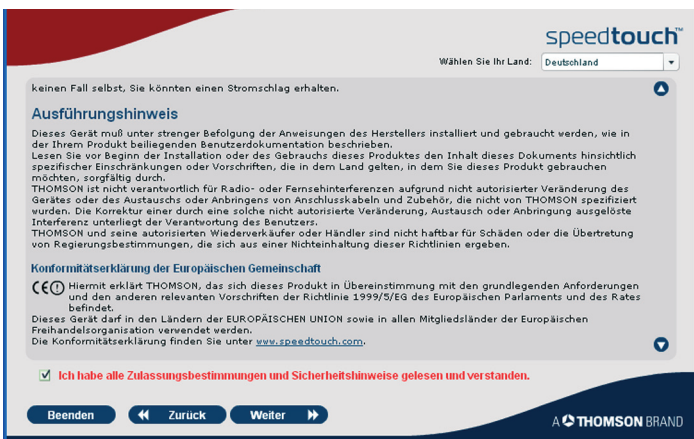 speedtouch™
Wählen Sie Ihr Land: Deutschland
keinen Fall selbst, Sie könnten einen Stromschlag erhalten.
Ausführungshinweis
Dieses Gerät muß unter strenger Befolgung der Anweisungen des Herstellers installiert und gebraucht werden, wie in
der Ihrem Produkt beiliegenden Benutzerdokumentation beschrieben.
Lesen Sie vor Beginn der Installation oder des Gebrauchs dieses Produktes den Inhalt dieses Dokuments hinsichtlich
spezifischer Einschränkungen oder Vorschriften, die in dem Land gelten, in dem Sie dieses Produkt gebrauchen
möchten, sorgfältig durch.
THOMSON ist nicht verantwortlich für Radio- oder Fernsehinterferenzen aufgrund nicht autorisierter Veränderung des
Gerätes oder des Austauschs oder Anbringens von Anschlusskabeln und Zubehör, die nicht von THOMSON spezifiziert
wurden. Die Korrektur einer durch eine solche nicht autorisierte Veränderung, Austausch oder Anbringung ausgelöste
Interferenz unterliegt der Verantwortung des Benutzers.
THOMSON und seine autorisierten Wiederverkäufer oder Händler sind nicht haftbar für Schäden oder die Übertretung
von Regierungsbestimmungen, die sich aus einer Nichteinhaltung dieser Richtlinien ergeben.
Konformitätserklärung der Europäischen Gemeinschaft
CE Hiermit erklärt THOMSON, das sich dieses Produkt in Übereinstimmung mit den grundlegenden Anforderungen
und den anderen relevanten Vorschriften der Richtlinie 1999/5/EG des Europäischen Parlaments und des Rates
befindet.
Dieses Gerät darf in den Ländern der EUROPÄISCHEN UNION sowie in allen Mitgliedsländer der Europäischen
Freihandelsorganisation verwendet werden.
Die Konformitätserklärung finden Sie unter www.speedtouch.com.
Ich habe alle Zulassungsbestimmungen und Sicherheitshinweise gelesen und verstanden.
Beenden Zurück Weiter
A THOMSON BRAND